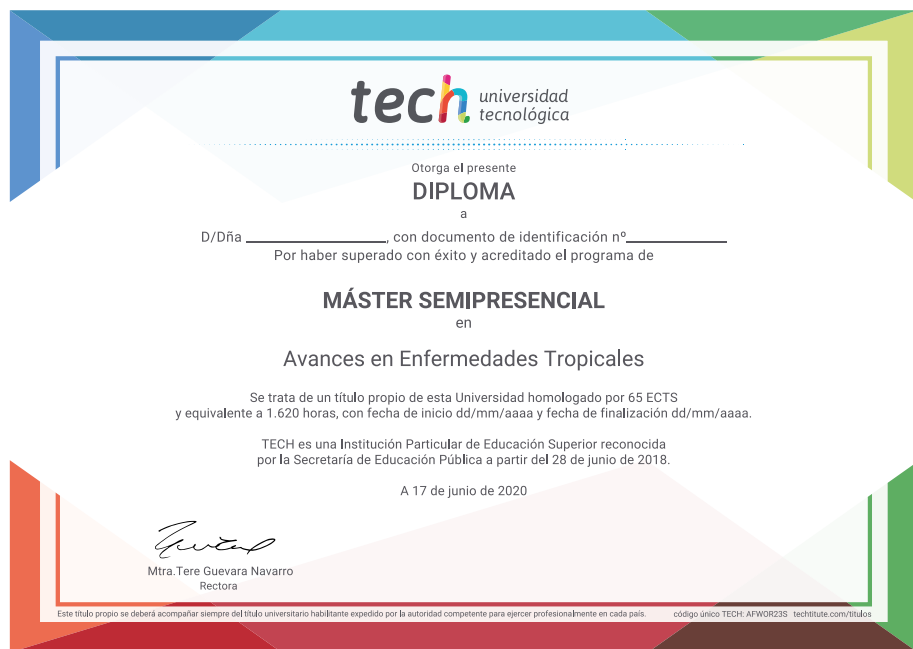 tech universidad
tecnológica
Otorga el presente
DIPLOMA
a
D/Dña ______________, con documento de identificación nº__________
Por haber superado con éxito y acreditado el programa de
MÁSTER SEMIPRESENCIAL
en
Avances en Enfermedades Tropicales
Se trata de un título propio de esta Universidad homologado por 65 ECTS
y equivalente a 1.620 horas, con fecha de inicio dd/mm/aaaa y fecha de finalización dd/mm/aaaa.
TECH es una Institución Particular de Educación Superior reconocida
por la Secretaría de Educación Pública a partir del 28 de junio de 2018.
A 17 de junio de 2020
Mtra.Tere Guevara Navarro
Rectora
Este título propio se deberá acompañar siempre del título universitario habilitante expedido por la autoridad competente para ejercer profesionalmente en cada país. código único TECH: AFWOR23S techtitute.com/titulos